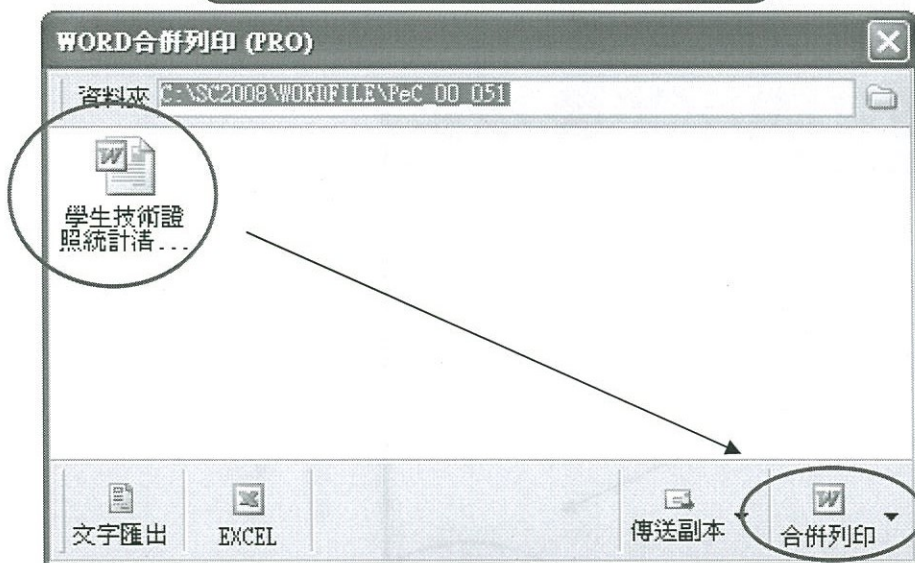 WORD合併列印 (PRO)
資料夾 C:\SC2008\WORDFILE\PeC_00_051
學生技術證
照統計清...
文字匯出
EXCEL
傳送副本
合併列印